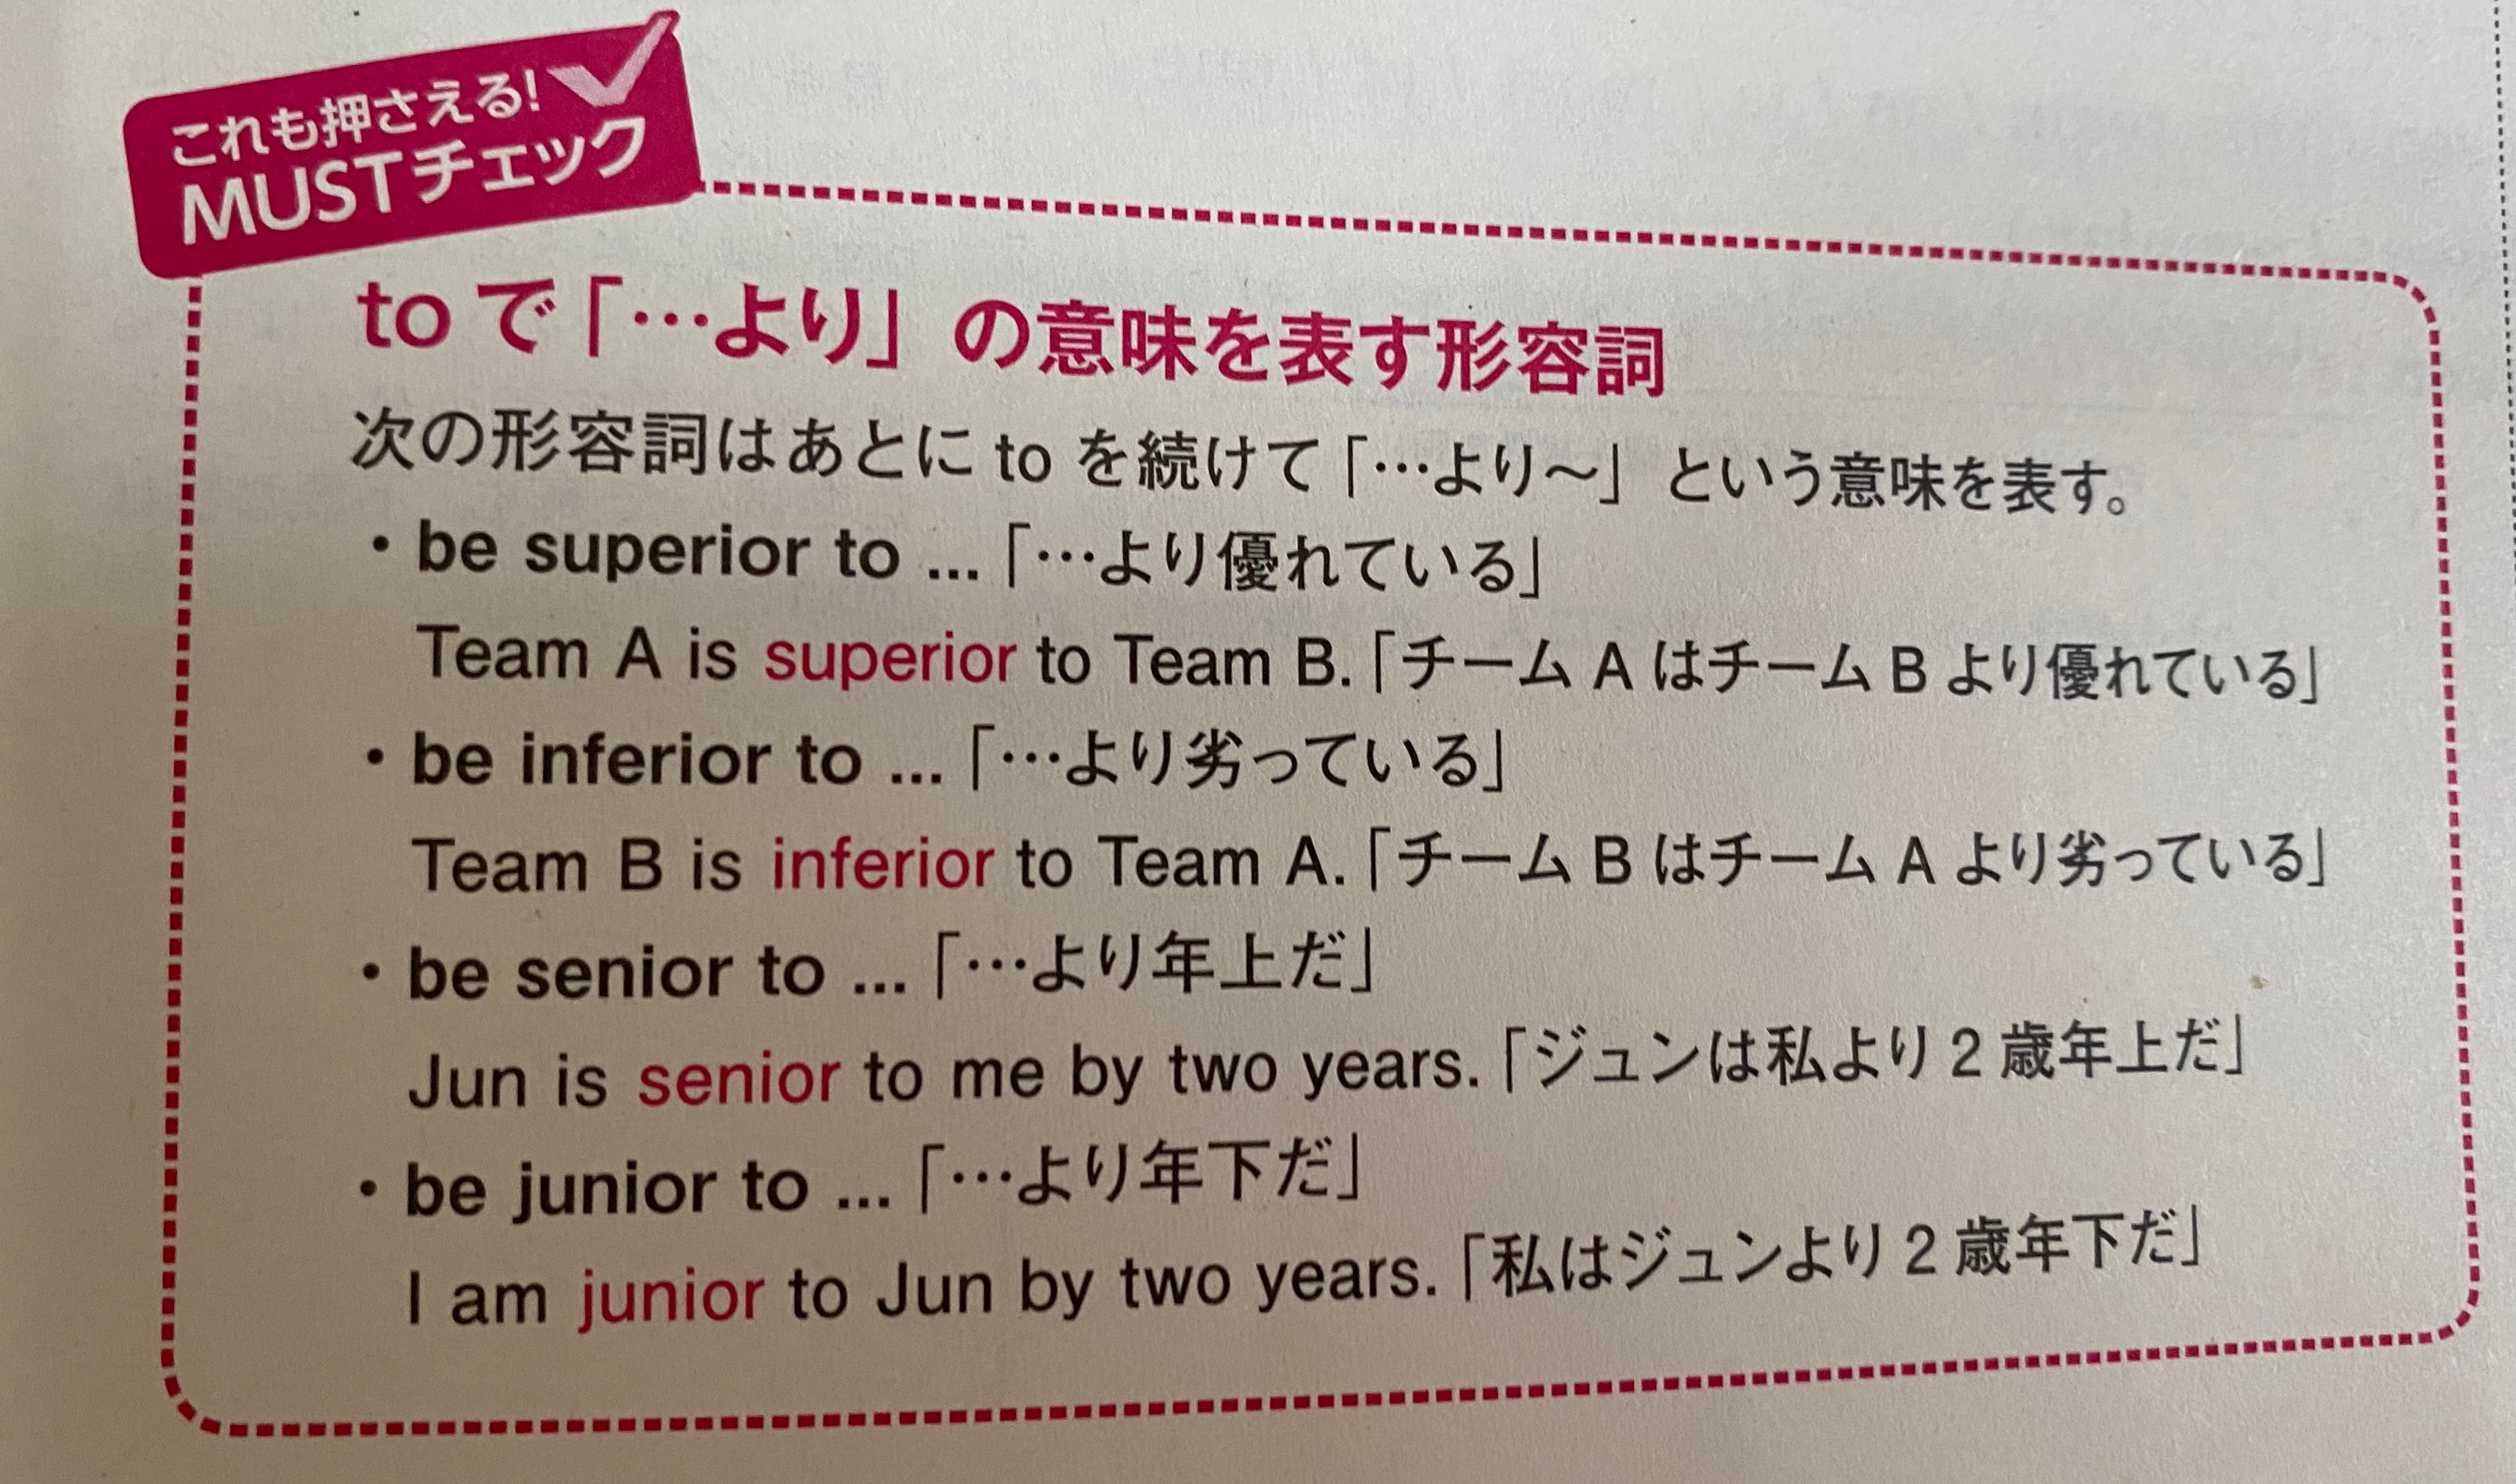 これも押さえる!
MUSTチェック
toで「…より」の意味を表す形容詞
次の形容詞はあとに to を続けて「…より~」という意味を表す。
・be superior to ...「…より優れている」
Team A is superior to Team B.「チーム A はチーム B より優れている」
・be inferior to ...「…より劣っている」
Team B is inferior to Team A.「チーム B はチーム A より劣っている」
・be senior to ...「…より年上だ」
Jun is senior to me by two years.「ジュンは私より 2 歳年上だ」
・be junior to ...「…より年下だ」
I am junior to Jun by two years.「私はジュンより 2 歳年下だ」